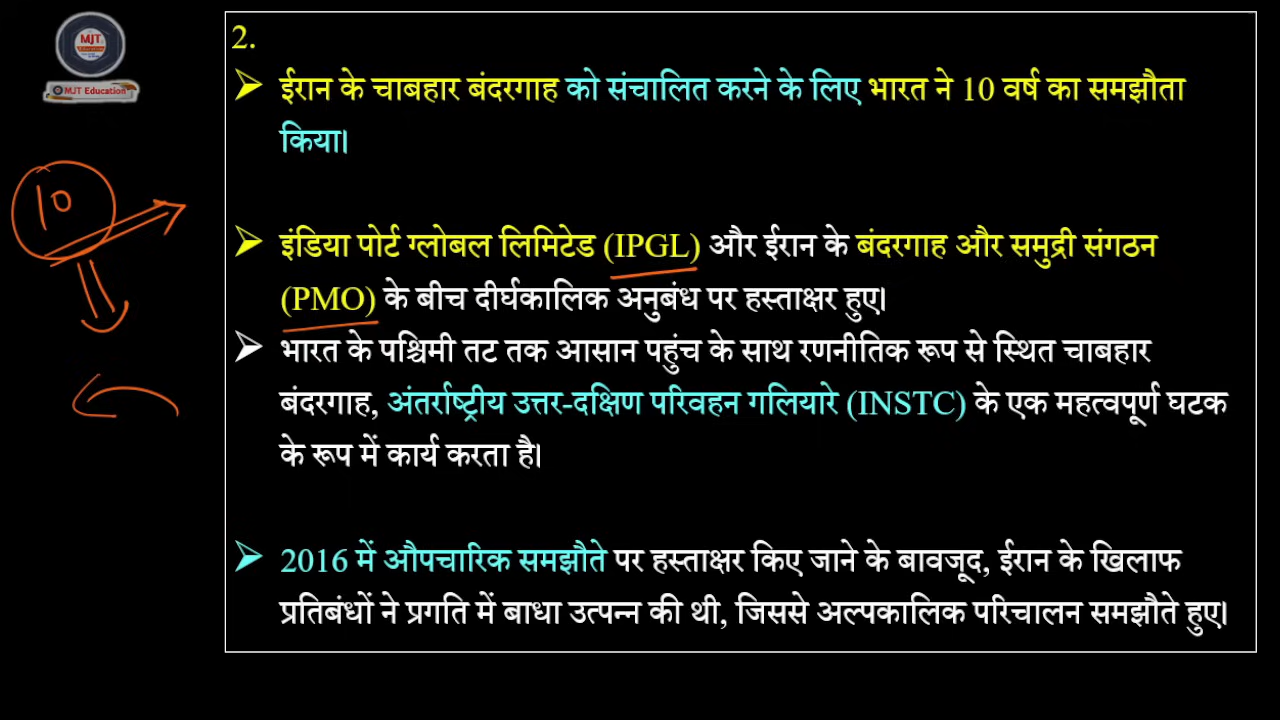 MJT
Education
MJT Education
2.
ईरान के चाबहार बंदरगाह को संचालित करने के लिए भारत ने 10 वर्ष का समझौता
किया।
10
इंडिया पोर्ट ग्लोबल लिमिटेड (IPGL) और ईरान के बंदरगाह और समुद्री संगठन
(PMO) के बीच दीर्घकालिक अनुबंध पर हस्ताक्षर हुए।
भारत के पश्चिमी तट तक आसान पहुंच के साथ रणनीतिक रूप से स्थित चाबहार
बंदरगाह, अंतर्राष्ट्रीय उत्तर-दक्षिण परिवहन गलियारे (INSTC) के एक महत्वपूर्ण घटक
के रूप में कार्य करता है।
2016 में औपचारिक समझौते पर हस्ताक्षर किए जाने के बावजूद, ईरान के खिलाफ
प्रतिबंधों ने प्रगति में बाधा उत्पन्न की थी, जिससे अल्पकालिक परिचालन समझौते हुए।